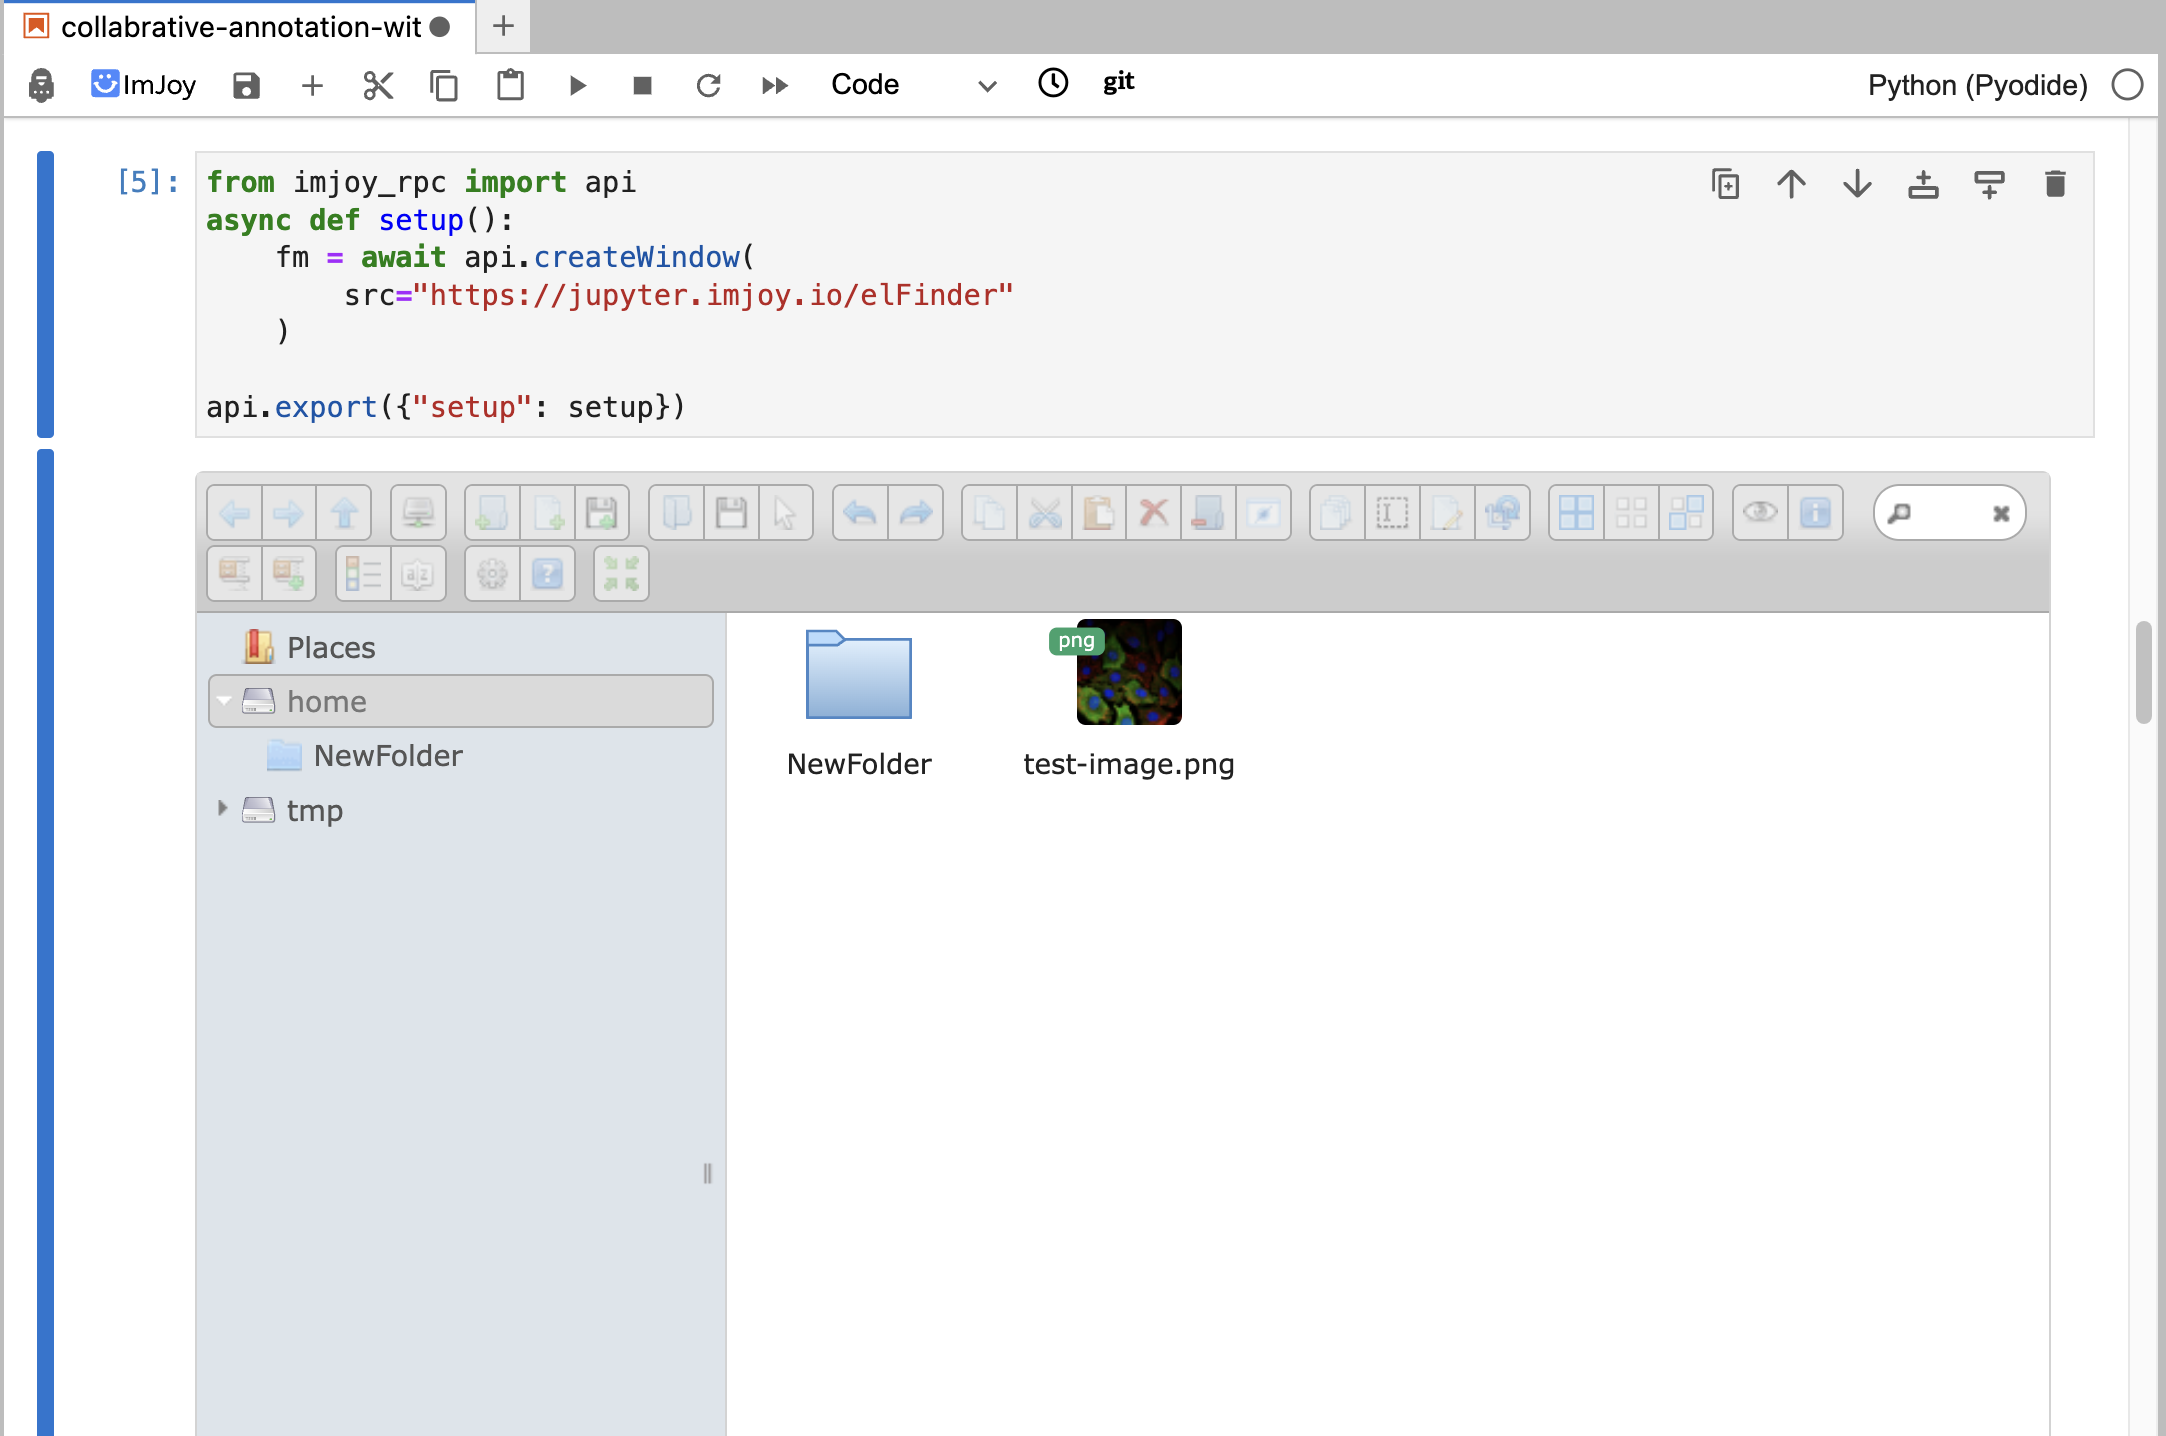 collabrative-annotation-wit
ImJoy
Code
git
Python (Pyodide)
[5]:
from imjoy_rpc import api
async def setup():
    fm = await api.createWindow(
        src="https://jupyter.imjoy.io/elFinder"
    )
api.export({"setup": setup})
Places
home
NewFolder
tmp
png
NewFolder
test-image.png